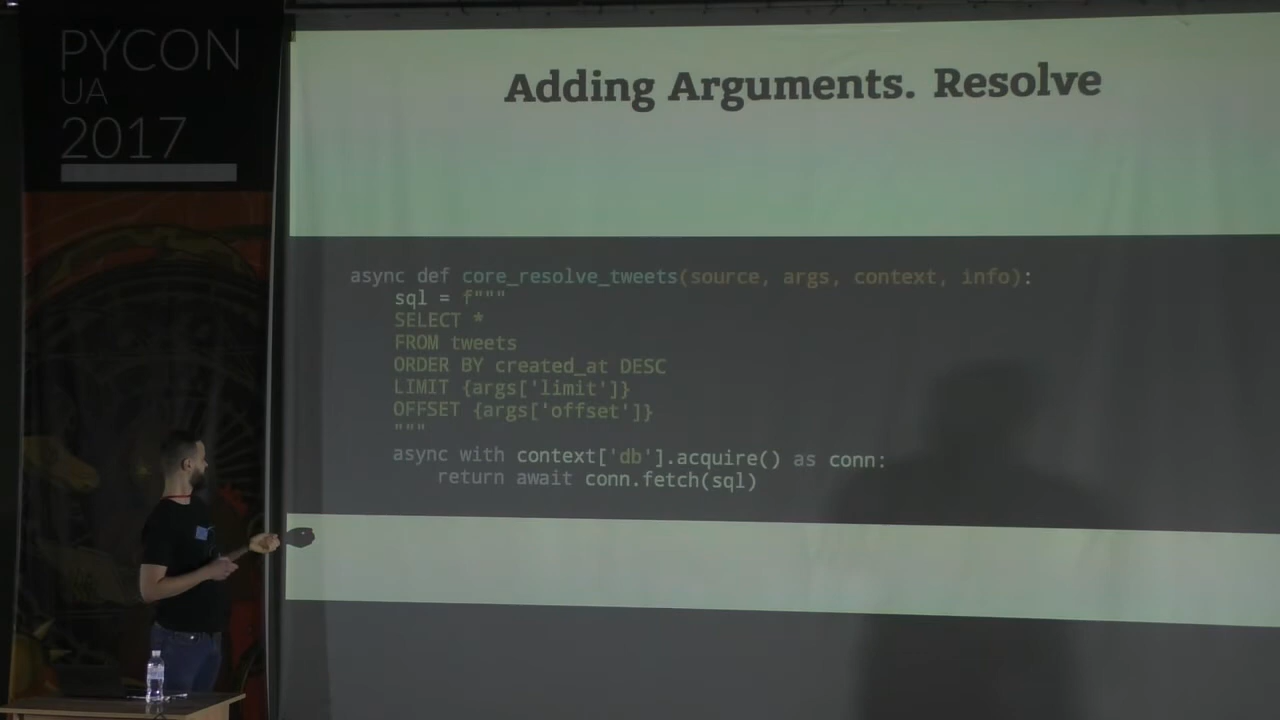 PYCON
UA
2017
Adding Arguments. Resolve
async def core_resolve_tweets(source, args, context, info):
    sql = f"""
    SELECT *
    FROM tweets
    ORDER BY created_at DESC
    LIMIT {args['limit']}
    OFFSET {args['offset']}
    """
    async with context['db'].acquire() as conn:
        return await conn.fetch(sql)